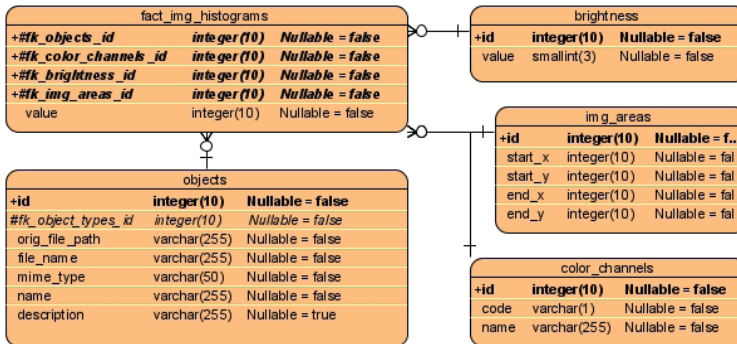 fact_img_histograms
+#fk_objects_id integer(10) Nullable = false
+#fk_color_channels_id integer(10) Nullable = false
+#fk_brightness_id integer(10) Nullable = false
+#fk_img_areas_id integer(10) Nullable = false
value integer(10) Nullable = false
brightness
+id integer(10) Nullable = false
value smallint(3) Nullable = false
img_areas
+id integer(10) Nullable = f...
start_x integer(10) Nullable = fal
start_y integer(10) Nullable = fal
end_x integer(10) Nullable = fal
end_y integer(10) Nullable = fal
objects
+id integer(10) Nullable = false
#fk_object_types_id integer(10) Nullable = false
orig_file_path varchar(255) Nullable = false
file_name varchar(255) Nullable = false
mime_type varchar(50) Nullable = false
name varchar(255) Nullable = false
description varchar(255) Nullable = true
color_channels
+id integer(10) Nullable = false
code varchar(1) Nullable = false
name varchar(255) Nullable = false